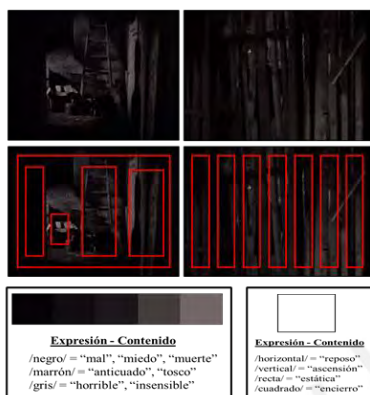 Expresión - Contenido
/negro/ = “mal”, “miedo”, “muerte”
/marrón/ = “anticuado”, “tosco”
/gris/ = “horrible”, “insensible”
Expresión - Contenido
/horizontal/ = “reposo”
/vertical/ = “ascensión”
/recta/ = “estática”
/cuadrado/ = “encierro”